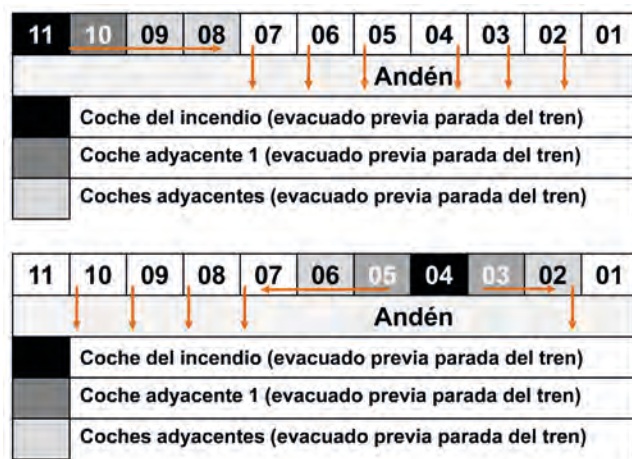 11 10 09 08 07 06 05 04 03 02 01
Andén
Coche del incendio (evacuado previa parada del tren)
Coche adyacente 1 (evacuado previa parada del tren)
Coches adyacentes (evacuado previa parada del tren)
11 10 09 08 07 06 05 04 03 02 01
Andén
Coche del incendio (evacuado previa parada del tren)
Coche adyacente 1 (evacuado previa parada del tren)
Coches adyacentes (evacuado previa parada del tren)